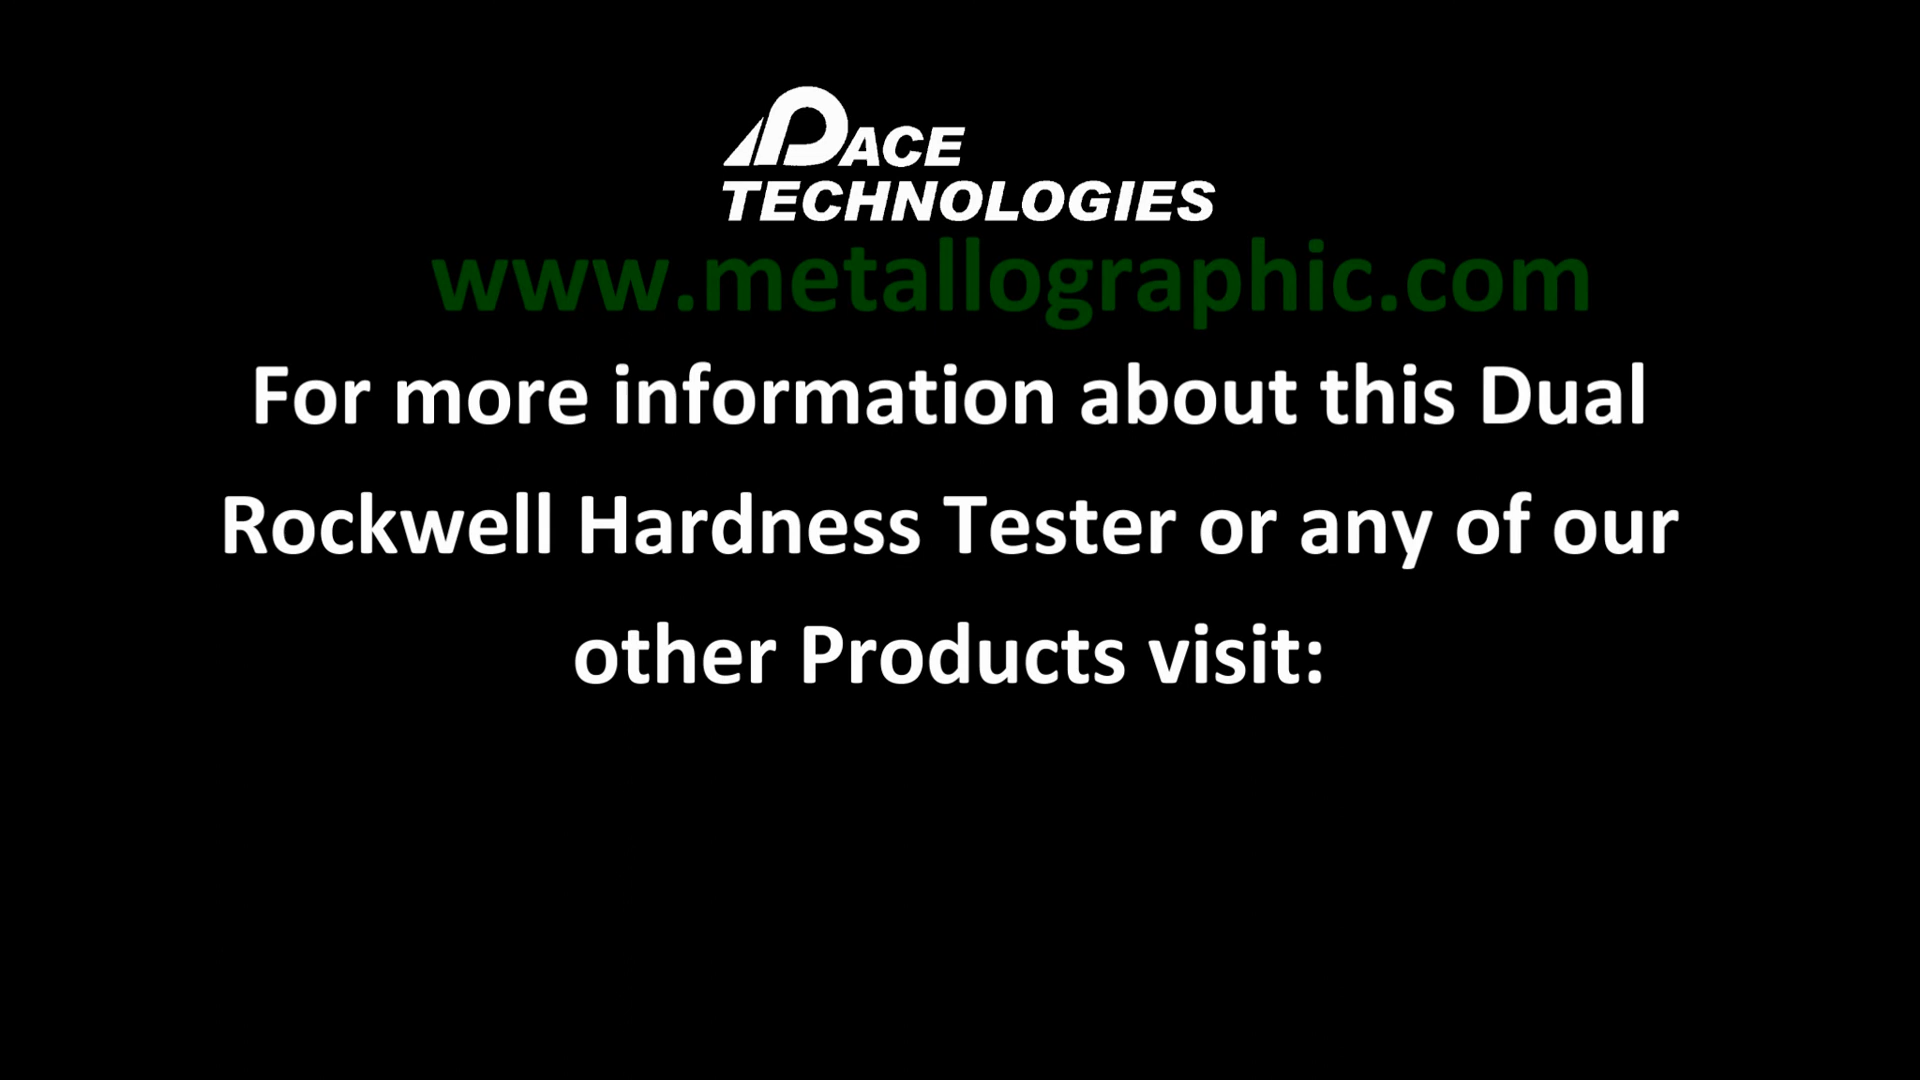 PACE
TECHNOLOGIES
www.metallographic.com
For more information about this Dual
Rockwell Hardness Tester or any of our
other Products visit: